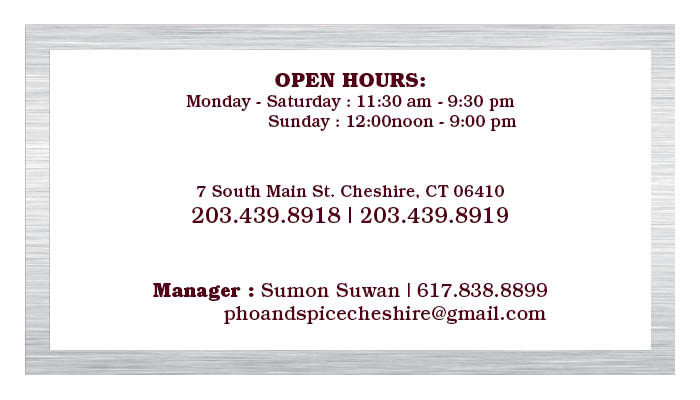 OPEN HOURS:
Monday - Saturday : 11:30 am - 9:30 pm
Sunday : 12:00noon - 9:00 pm
7 South Main St. Cheshire, CT 06410
203.439.8918 | 203.439.8919
Manager : Sumon Suwan | 617.838.8899
phoandspicecheshire@gmail.com